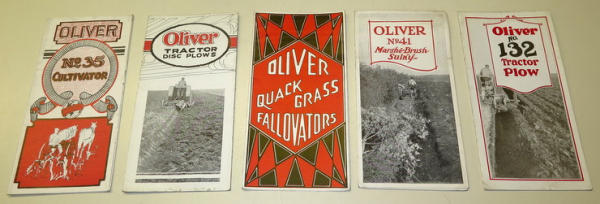 OLIVER
No. 35
CULTIVATOR
Oliver
TRACTOR
DISC PLOWS
OLIVER
QUACK
GRASS
FALLOVATORS
OLIVER
No 41
Marshe-Brush-
Sulky
Oliver
No.
132
Tractor
Plow